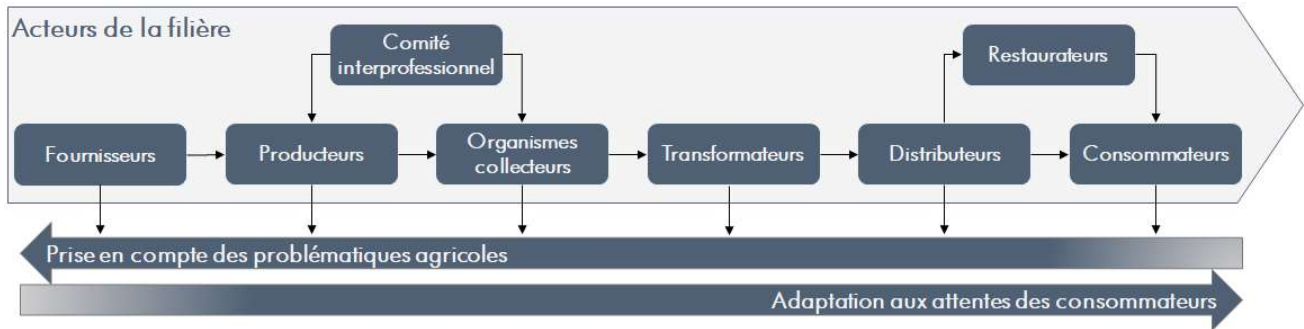 Acteurs de la filière
Comité
interprofessionnel
Restaurateurs
Fournisseurs
Producteurs
Organismes
collecteurs
Transformateurs
Distributeurs
Consommateurs
Prise en compte des problématiques agricoles
Adaptation aux attentes des consommateurs